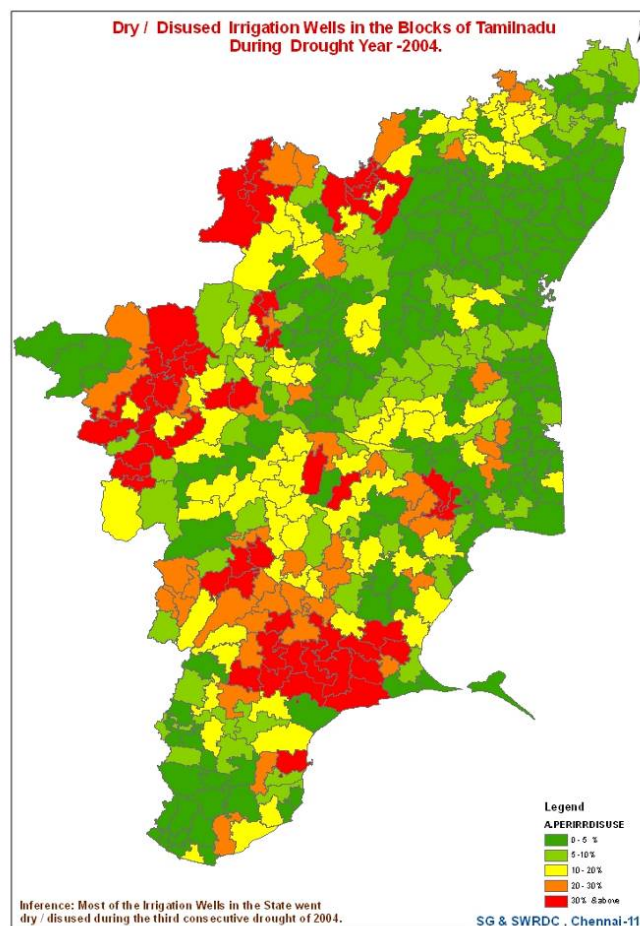 Dry / Disused Irrigation Wells in the Blocks of Tamilnadu
During Drought Year -2004.
Legend
A.PERIRRDISUSE
0 - 5 %
5 -10%
10 - 20%
20 - 30%
30% &above
Inference: Most of the Irrigation Wells in the State went
dry / disused during the third consecutive drought of 2004.
SG & SWRDC , Chennai-11